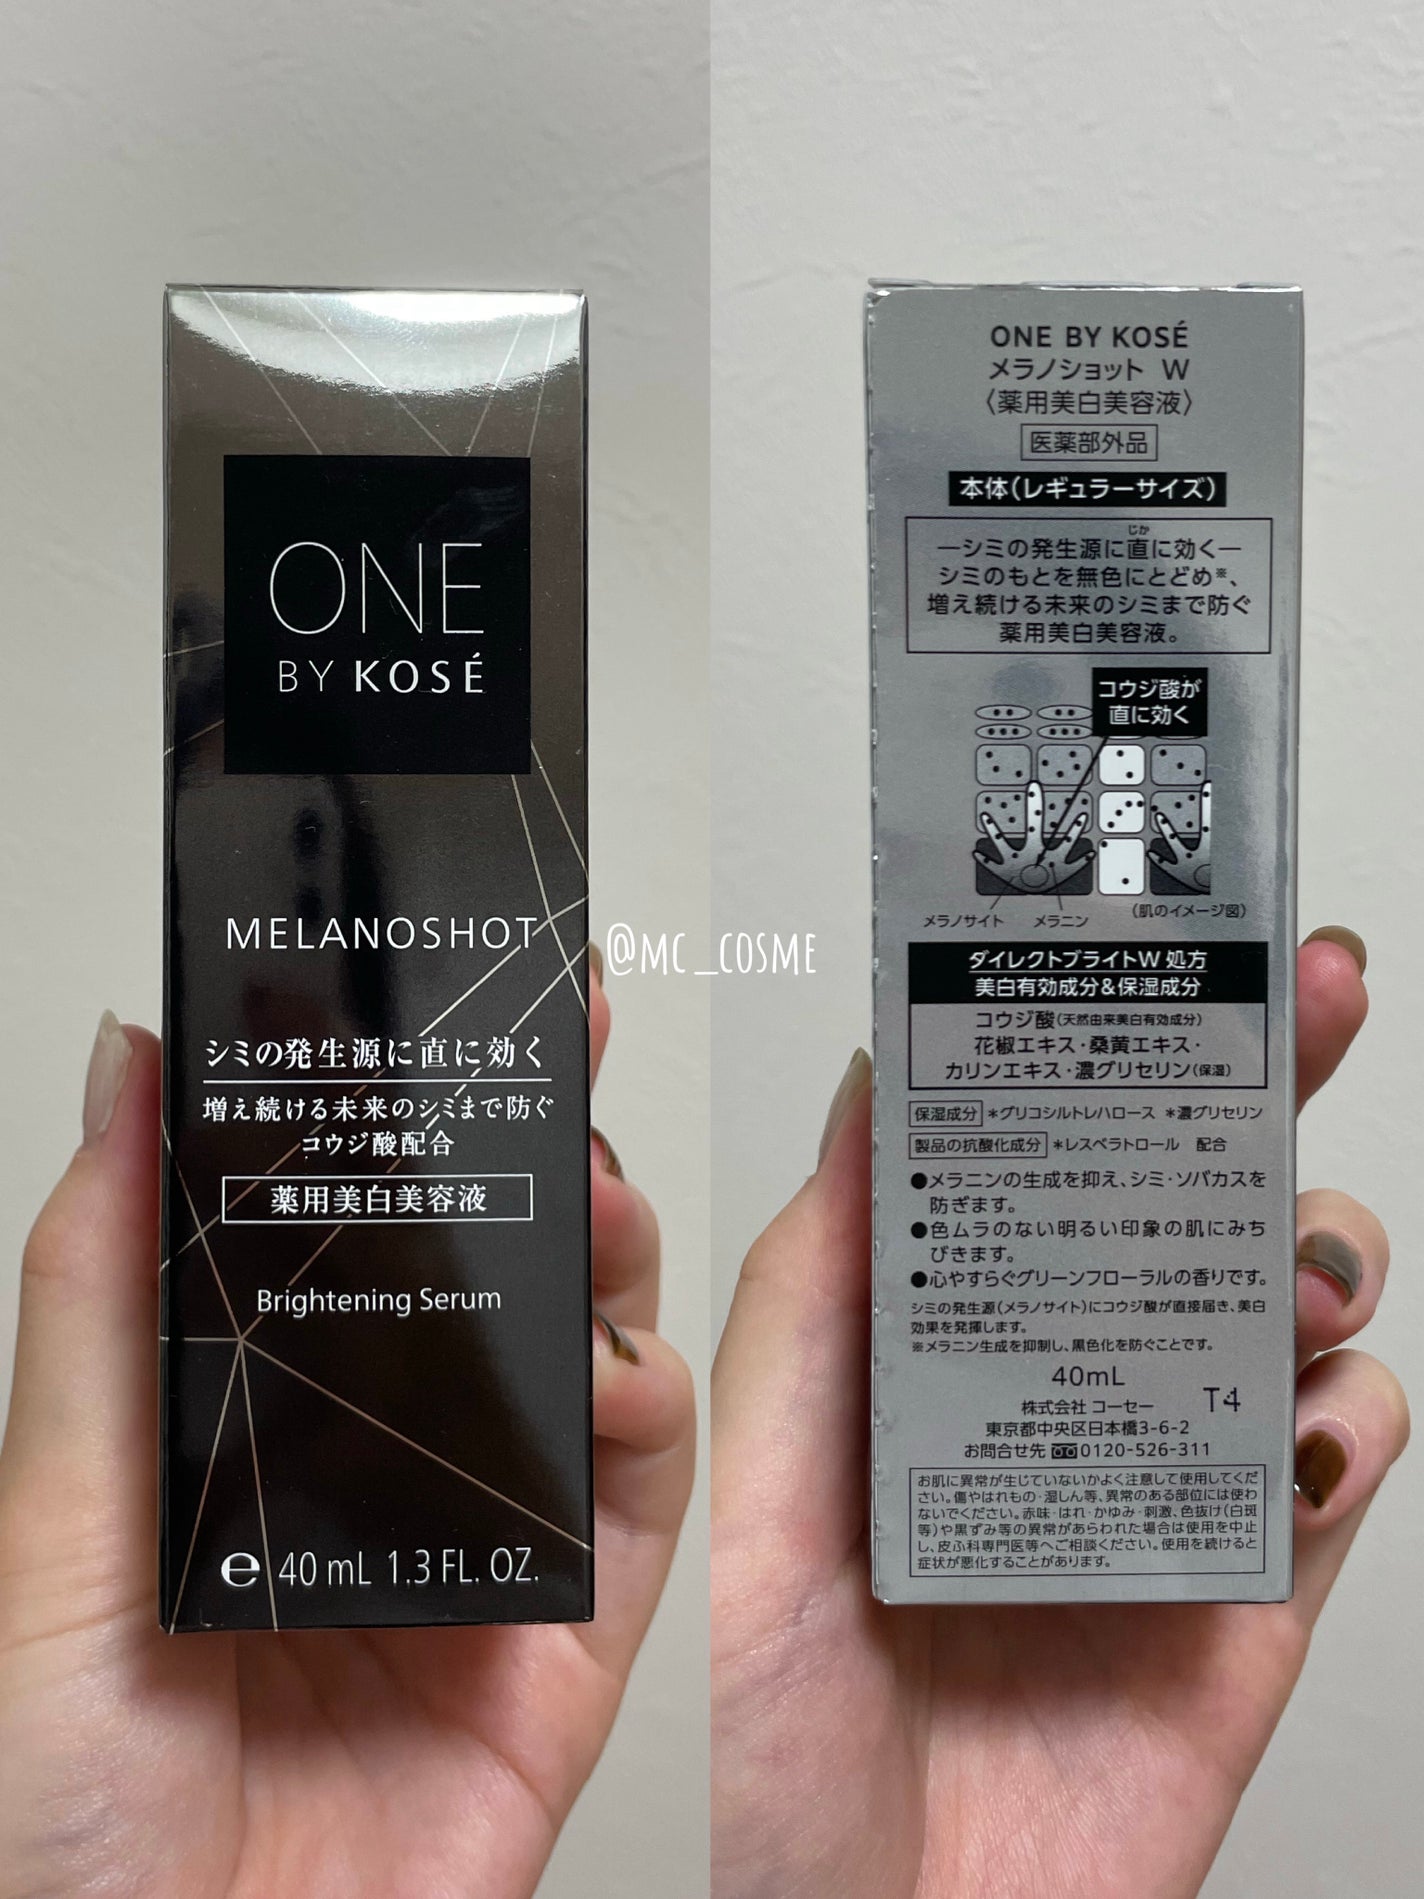 ONE
BY KOSÉ
MELANOSHOT
シミの発生源に直に効く
増え続ける未来のシミまで防ぐ
コウジ酸配合
薬用美白美容液
Brightening Serum
e 40 mL 1.3 FL. OZ.
@MC_COSME
ONE BY KOSÉ
メラノショット W
〈薬用美白美容液〉
医薬部外品
本体(レギュラーサイズ)
じか
―シミの発生源に直に効く―
シミのもとを無色にとどめ※、
増え続ける未来のシミまで防ぐ
薬用美白美容液。
コウジ酸が
直に効く
メラノサイト メラニン (肌のイメージ図)
ダイレクトブライトW 処方
美白有効成分&保湿成分
コウジ酸(天然由来美白有効成分)
花椒エキス・桑黄エキス・
カリンエキス・濃グリセリン(保湿)
保湿成分 *グリコシルトレハロース *濃グリセリン
製品の抗酸化成分 *レスベラトロール 配合
●メラニンの生成を抑え、シミ・ソバカスを
防ぎます。
●色ムラのない明るい印象の肌にみち
びきます。
●心やすらぐグリーンフローラルの香りです。
シミの発生源(メラノサイト)にコウジ酸が直接届き、美白
効果を発揮します。
※メラニン生成を抑制し、黒色化を防ぐことです。
40mL
T4
株式会社 コーセー
東京都中央区日本橋3-6-2
お問合せ先 0120-526-311
お肌に異常が生じていないかよく注意して使用してくだ
さい。傷やはれもの・湿しん等、異常のある部位には使わ
ないでください。赤味・はれ・かゆみ・刺激、色抜け(白斑
等)や黒ずみ等の異常があらわれた場合は使用を中止
し、皮ふ科専門医等へご相談ください。使用を続けると
症状が悪化することがあります。